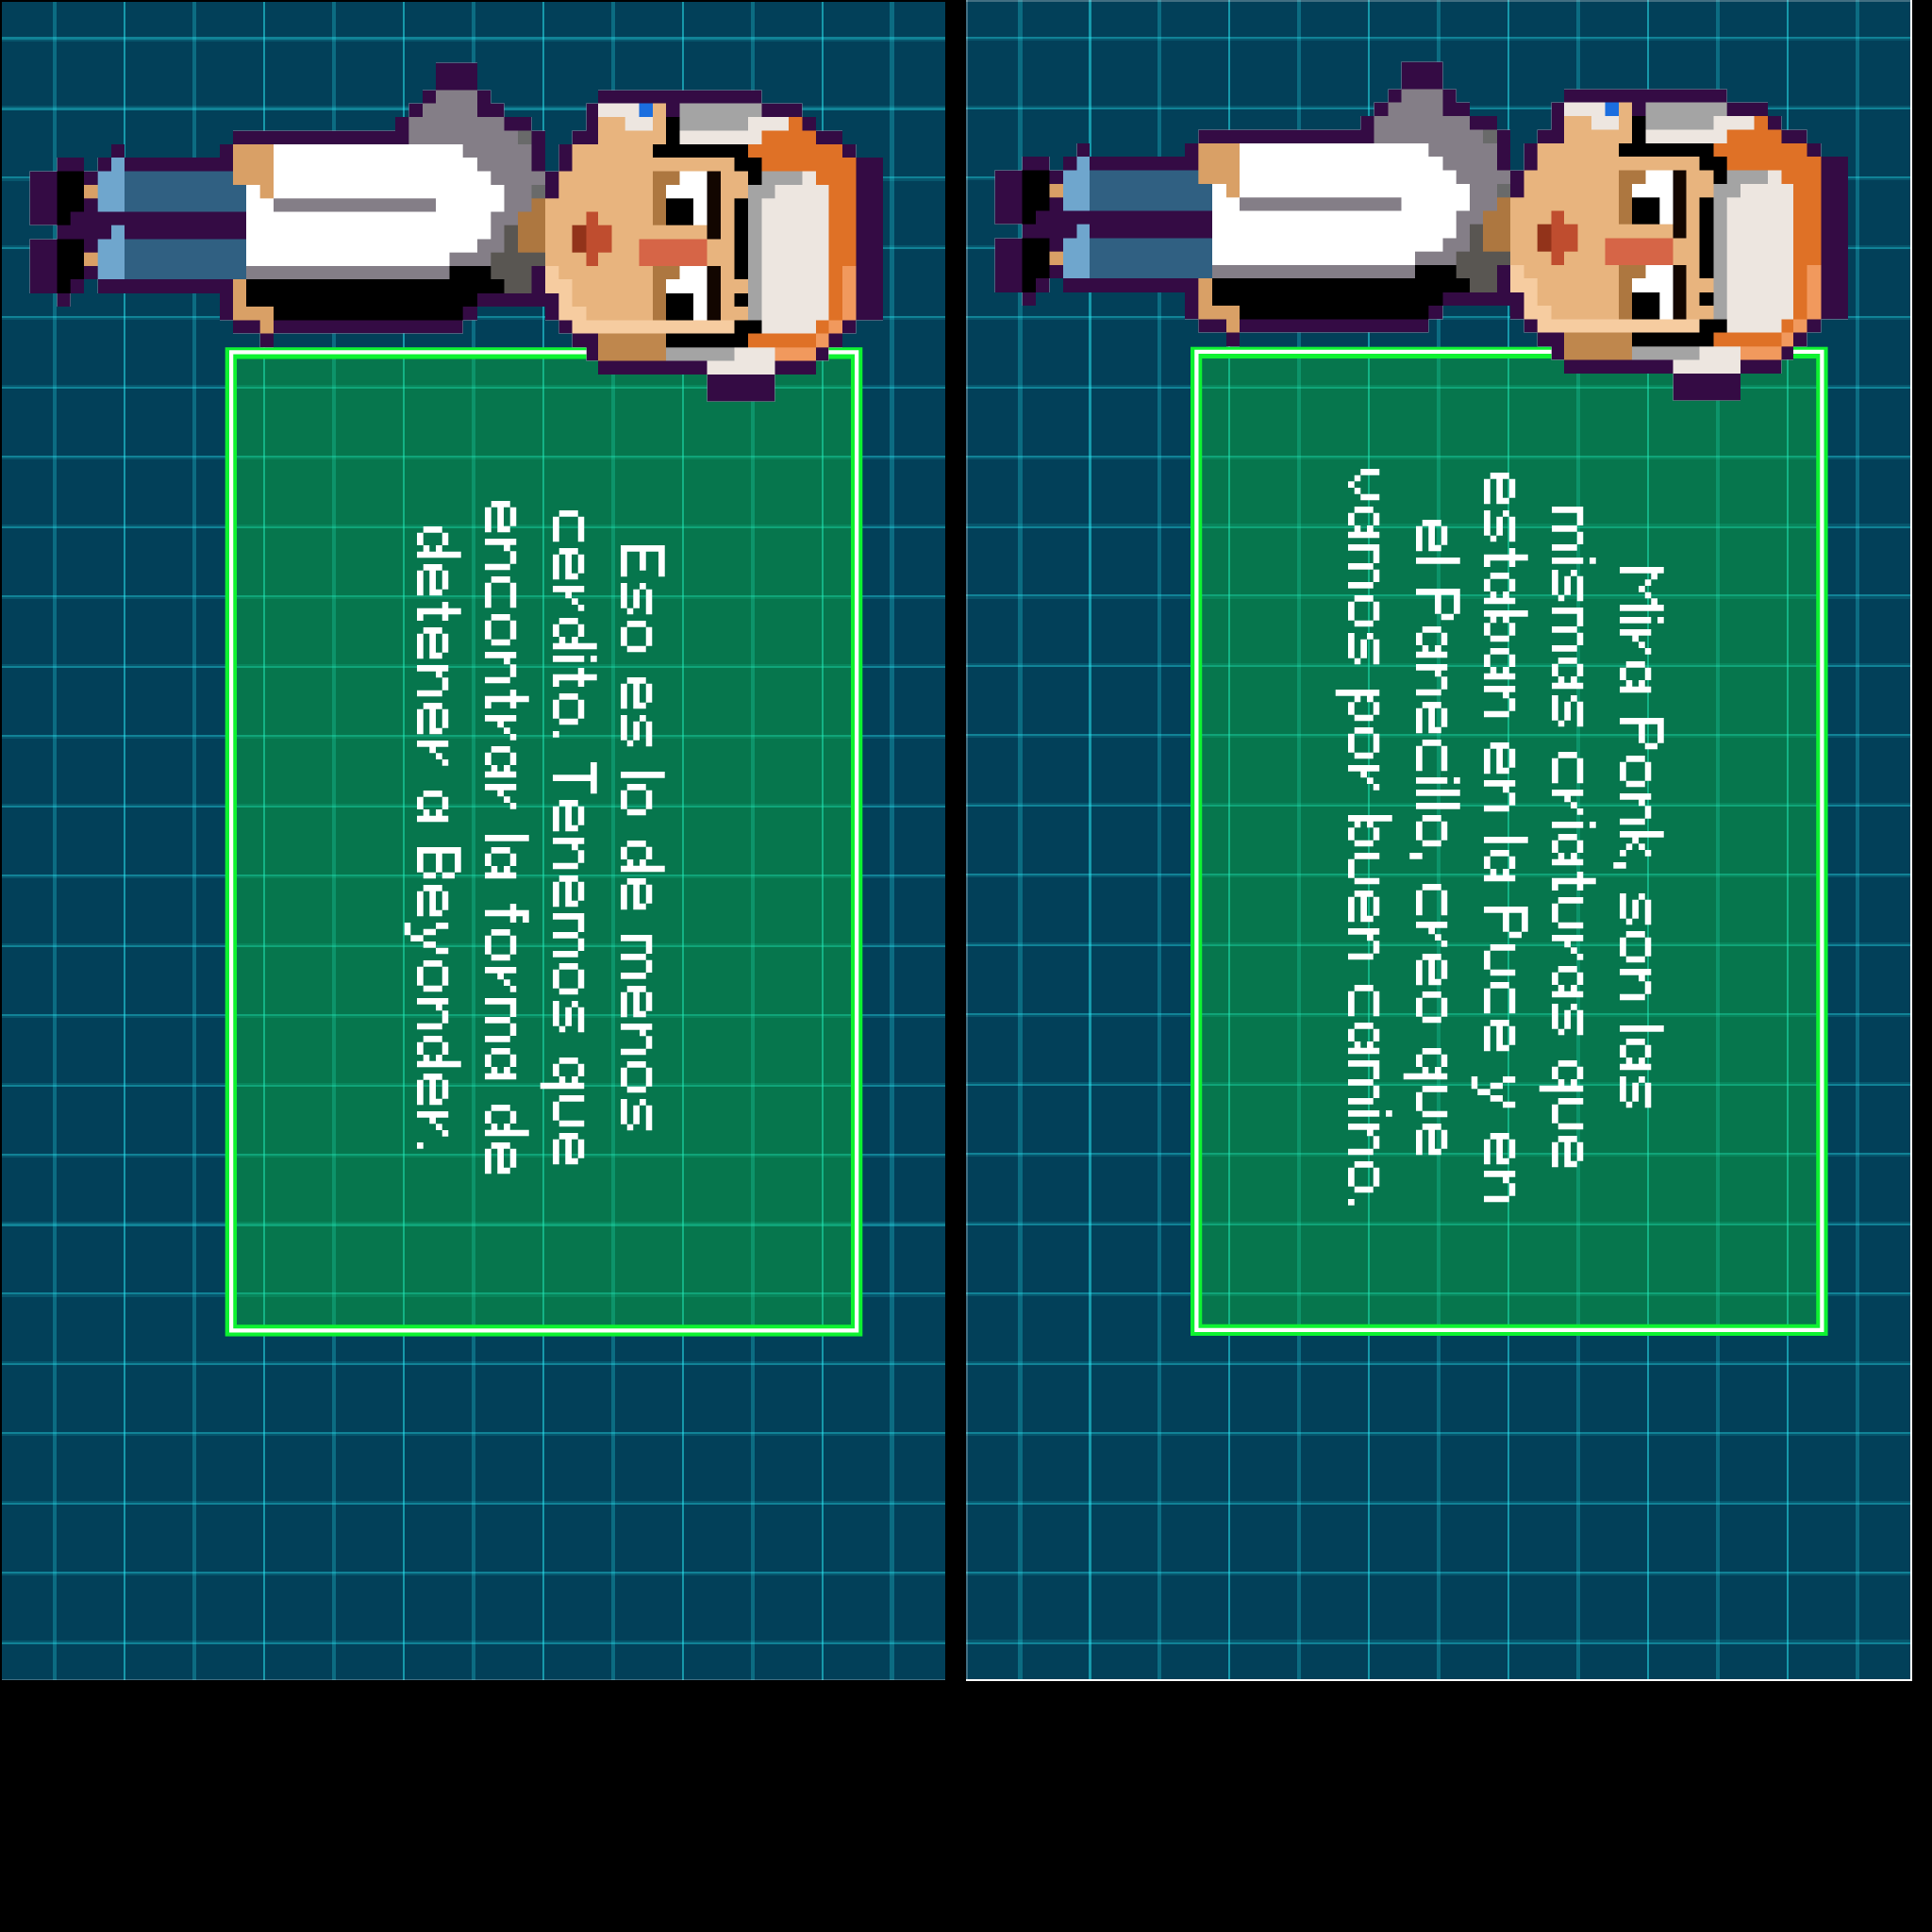 Mira Pork, son las
mismas criaturas que
estaban en la Puce y en
el Panecillo, creo que
vamos por buen camino.
Eso es lo de menos
cerdito. Tenemos que
encontrar la forma de
detener a Beyonder.